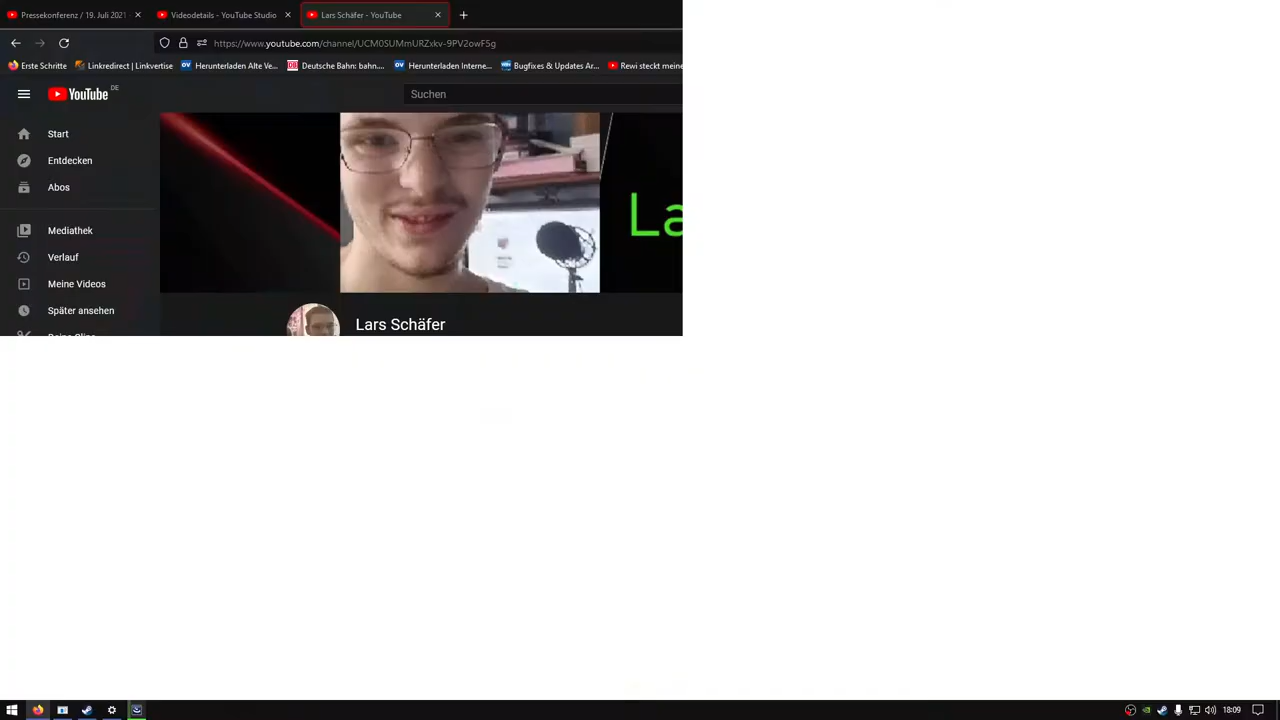 Pressekonferenz / 19. Juli 2021
Videodetails - YouTube Studio
Lars Schäfer - YouTube
https://www.youtube.com/channel/UCM0SUMmURZxkv-9PV2owF5g
Erste Schritte
Linkredirect | Linkvertise
Herunterladen Alte Ve...
Deutsche Bahn: bahn....
Herunterladen Interne...
Bugfixes & Updates Ar...
Rewi steckt meine
YouTube DE
Suchen
Start
Entdecken
Abos
Mediathek
Verlauf
Meine Videos
Später ansehen
La
Lars Schäfer
18:09